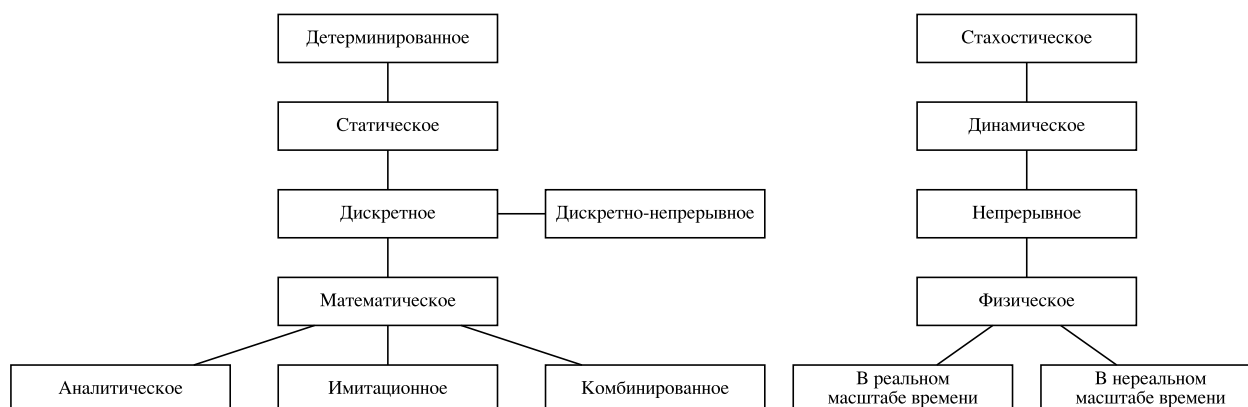 Детерминированное
Стахостическое
Статическое
Динамическое
Дискретное
Дискретно-непрерывное
Непрерывное
Математическое
Физическое
Аналитическое
Имитационное
Комбинированное
В реальном
масштабе времени
В нереальном
масштабе времени